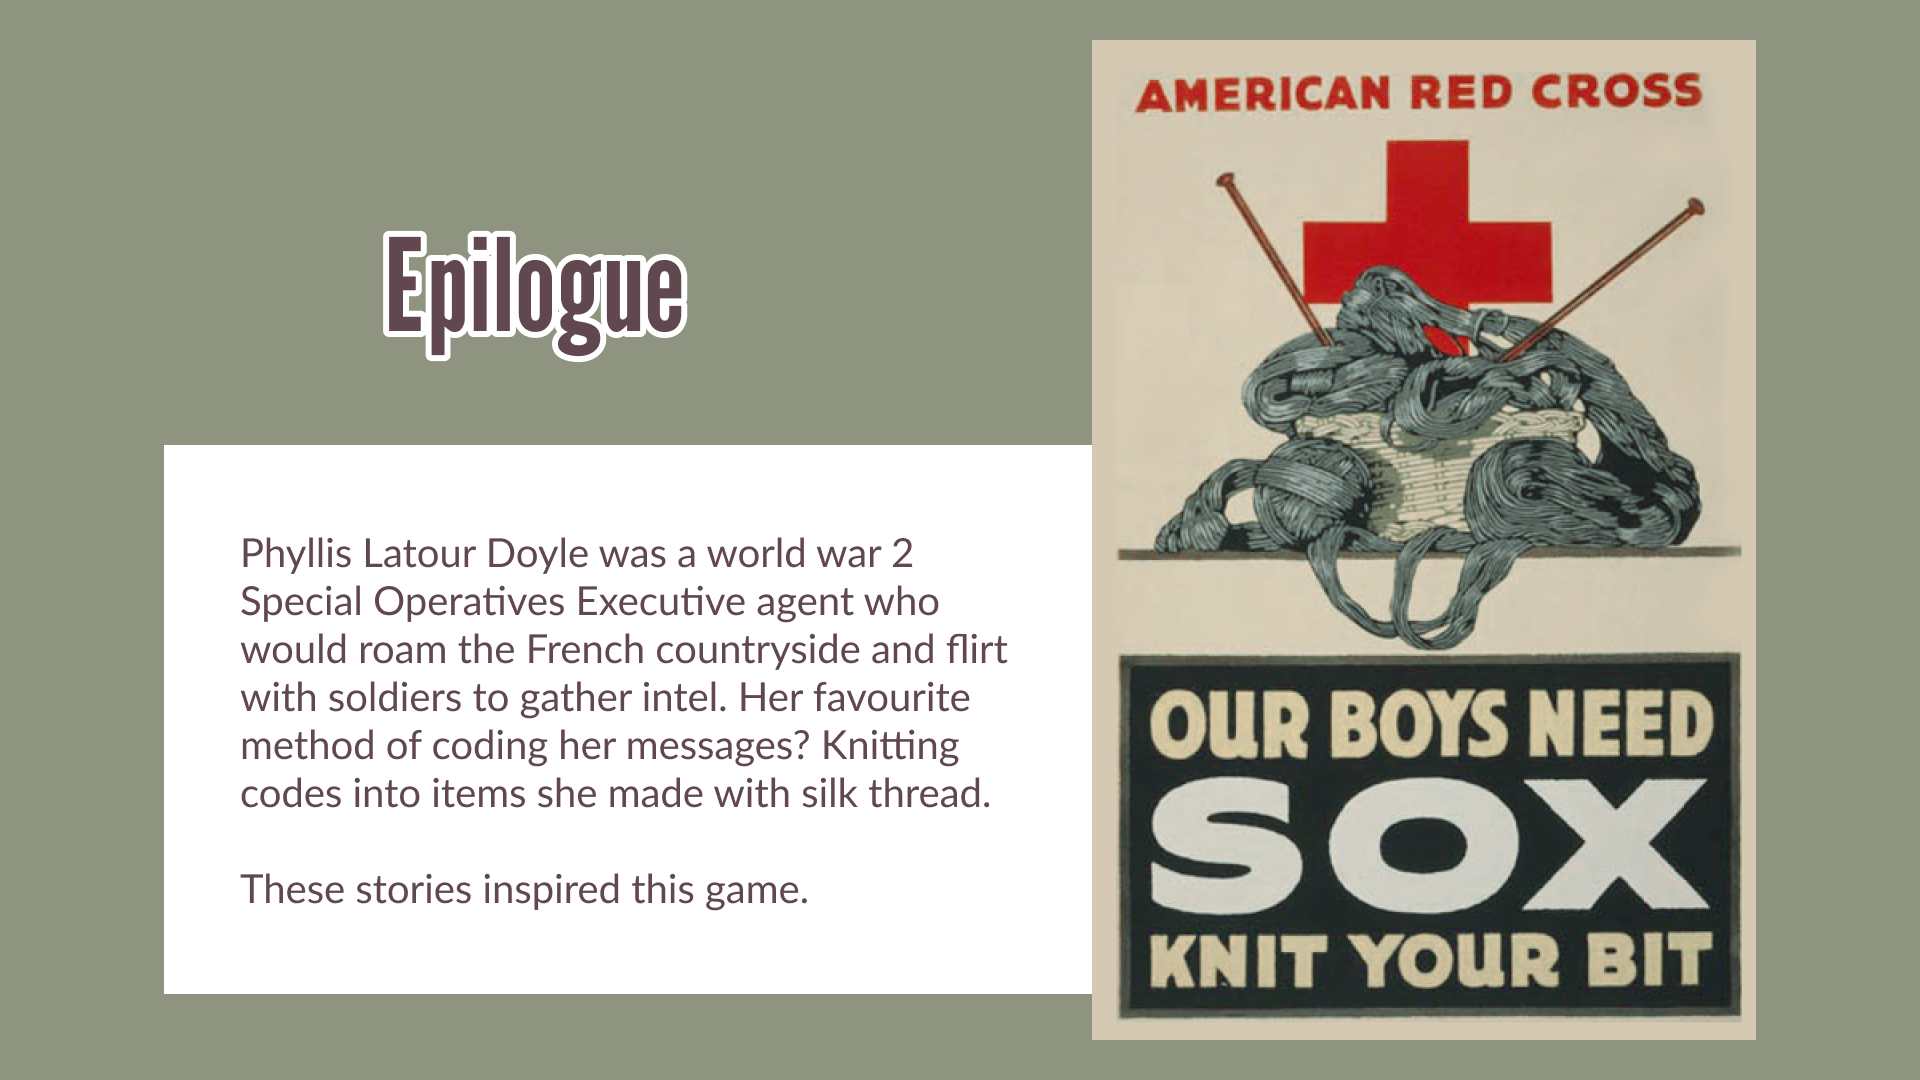 Epilogue
Phyllis Latour Doyle was a world war 2
Special Operatives Executive agent who
would roam the French countryside and flirt
with soldiers to gather intel. Her favourite
method of coding her messages? Knitting
codes into items she made with silk thread.
These stories inspired this game.
AMERICAN RED CROSS
OUR BOYS NEED
SOX
KNIT YOUR BIT